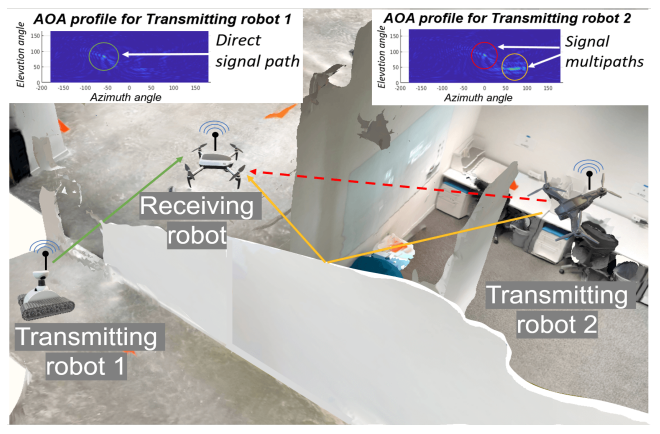 AOA profile for Transmitting robot 1
Elevation angle
150
100
50
0
-200 -150 -100 -50 0 50 100 150
Azimuth angle
Direct
signal path
AOA profile for Transmitting robot 2
Elevation angle
150
100
50
0
-200 -150 -100 -50 0 50 100 150
Azimuth angle
Signal
multipaths
Receiving
robot
Transmitting
robot 1
Transmitting
robot 2